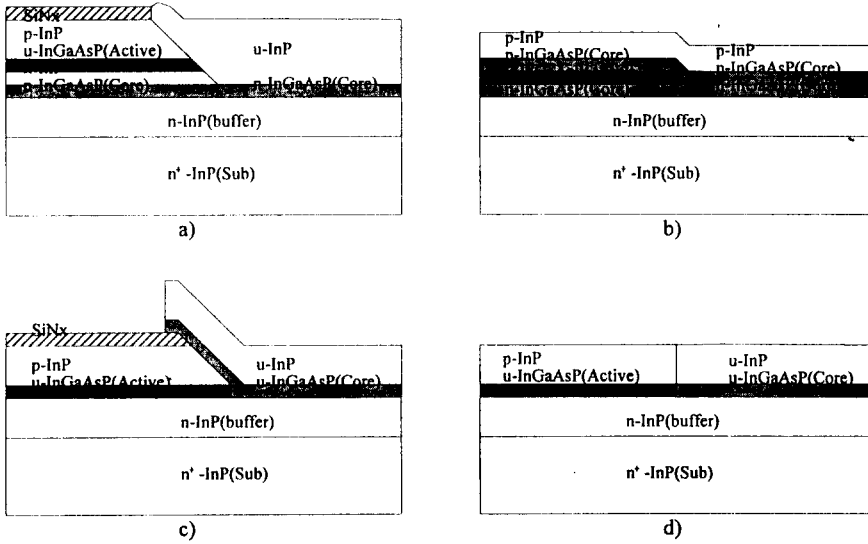 SiNx
p-InP
u-InGaAsP(Active)
n-InGaAsP(Core)
u-InP
n-InGaAsP(Core)
n-InP(buffer)
n⁺ -InP(Sub)
a)
p-InP
n-InGaAsP(Core)
p-InP
n-InGaAsP(Core)
n-InP(buffer)
n⁺ -InP(Sub)
b)
SiNx
p-InP
u-InGaAsP(Active)
u-InP
u-InGaAsP(Core)
n-InP(buffer)
n⁺ -InP(Sub)
c)
p-InP
u-InGaAsP(Active)
u-InP
u-InGaAsP(Core)
n-InP(buffer)
n⁺ -InP(Sub)
d)